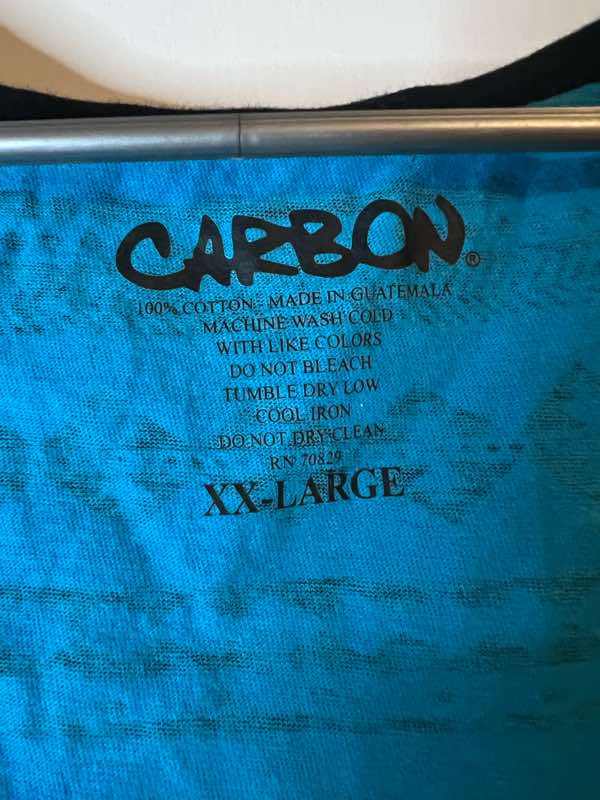 CARBON®
100% COTTON MADE IN GUATEMALA
MACHINE WASH COLD
WITH LIKE COLORS
DO NOT BLEACH
TUMBLE DRY LOW
COOL IRON
DO NOT DRY CLEAN
RN 70829
XX-LARGE